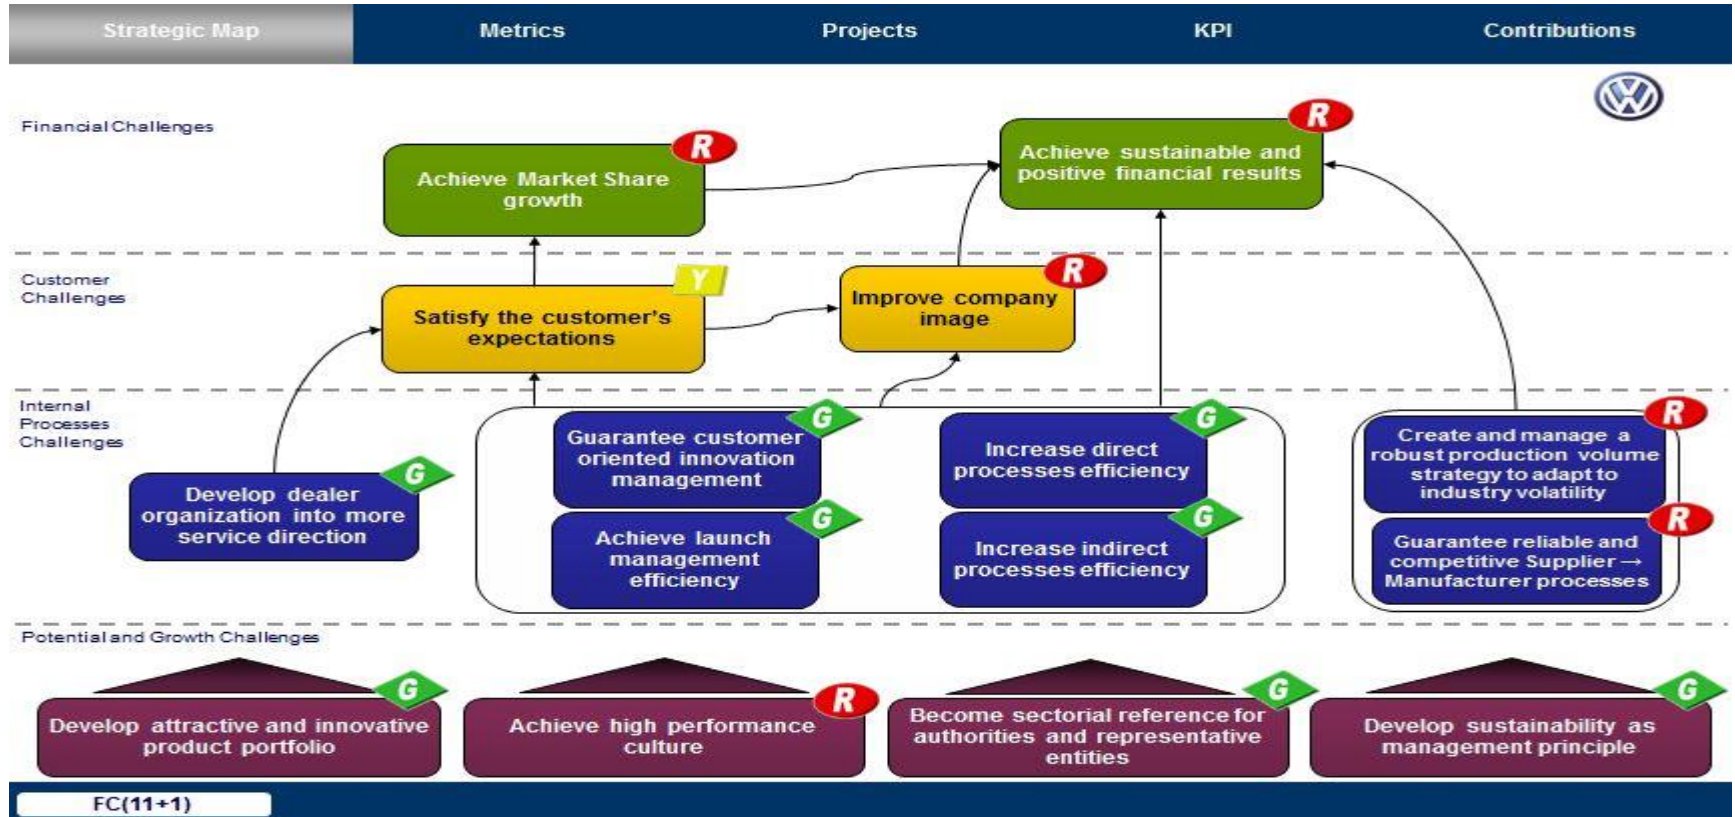 Strategic Map
Metrics
Projects
KPI
Contributions
VW
Financial Challenges
R
Achieve Market Share
growth
R
Achieve sustainable and
positive financial results
Customer
Challenges
Y
Satisfy the customer's
expectations
R
Improve company
image
Internal
Processes
Challenges
G
Develop dealer
organization into more
service direction
G
Guarantee customer
oriented innovation
management
G
Achieve launch
management
efficiency
G
Increase direct
processes efficiency
G
Increase indirect
processes efficiency
R
Create and manage a
robust production volume
strategy to adapt to
industry volatility
R
Guarantee reliable and
competitive Supplier →
Manufacturer processes
Potential and Growth Challenges
G
Develop attractive and innovative
product portfolio
R
Achieve high performance
culture
G
Become sectorial reference for
authorities and representative
entities
G
Develop sustainability as
management principle
FC(11+1)